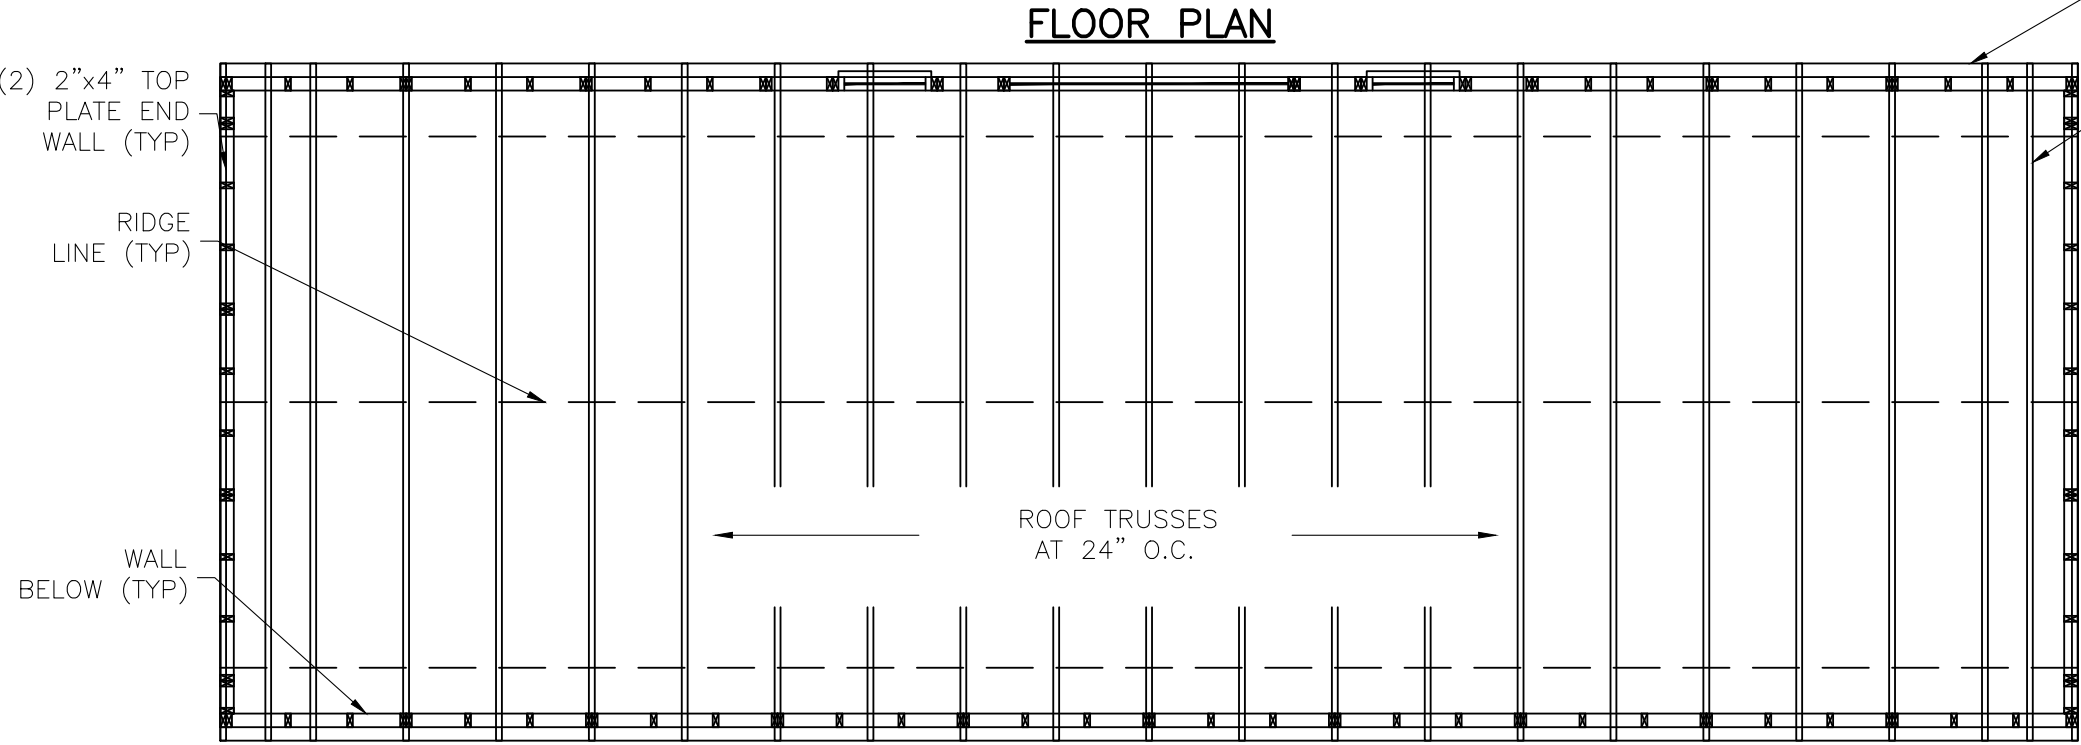 FLOOR PLAN
(2) 2”x4” TOP
PLATE END
WALL (TYP)
RIDGE
LINE (TYP)
ROOF TRUSSES
AT 24” O.C.
WALL
BELOW (TYP)